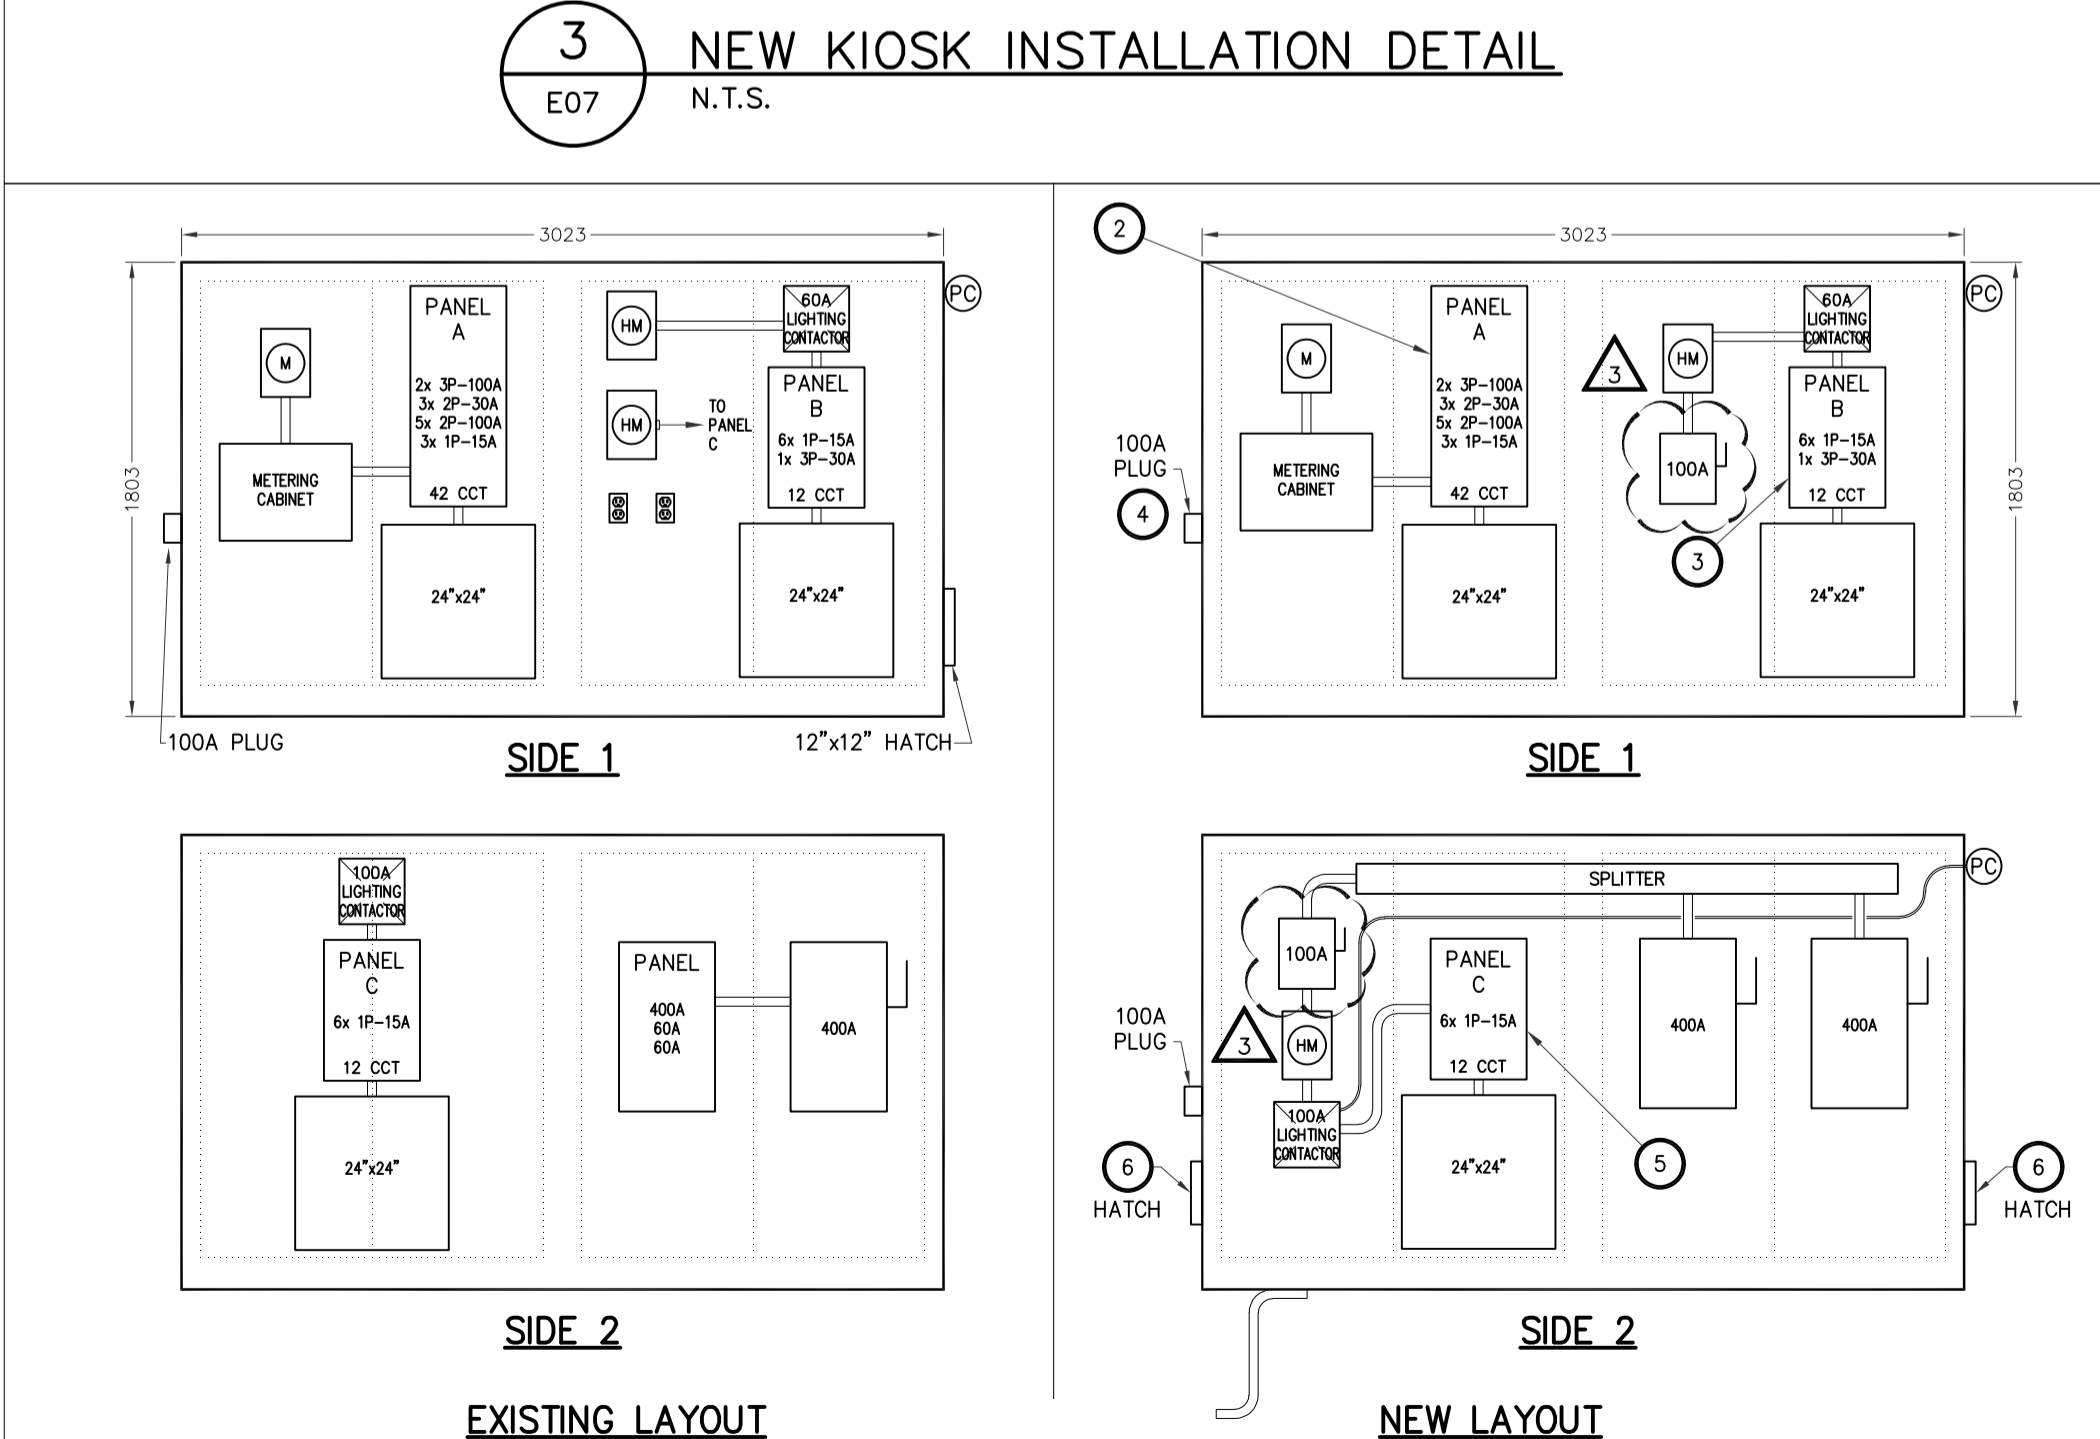 3
E07
NEW KIOSK INSTALLATION DETAIL
N.T.S.
3023
1803
PC
M
METERING
CABINET
PANEL
A
2x 3P-100A
3x 2P-30A
5x 2P-100A
3x 1P-15A
42 CCT
24"x24"
HM
HM
TO
PANEL
C
60A
LIGHTING
CONTACTOR
PANEL
B
6x 1P-15A
1x 3P-30A
12 CCT
24"x24"
100A PLUG
12"x12" HATCH
SIDE 1
100A
LIGHTING
CONTACTOR
PANEL
C
6x 1P-15A
12 CCT
24"x24"
PANEL
400A
60A
60A
400A
SIDE 2
EXISTING LAYOUT
2
3023
1803
PC
M
METERING
CABINET
100A
PLUG
4
PANEL
A
2x 3P-100A
3x 2P-30A
5x 2P-100A
3x 1P-15A
42 CCT
24"x24"
3
HM
100A
60A
LIGHTING
CONTACTOR
PANEL
B
6x 1P-15A
1x 3P-30A
12 CCT
3
24"x24"
SIDE 1
SPLITTER
PC
100A
3
HM
100A
LIGHTING
CONTACTOR
100A
PLUG
PANEL
C
6x 1P-15A
12 CCT
24"x24"
400A
400A
5
6
HATCH
6
HATCH
SIDE 2
NEW LAYOUT